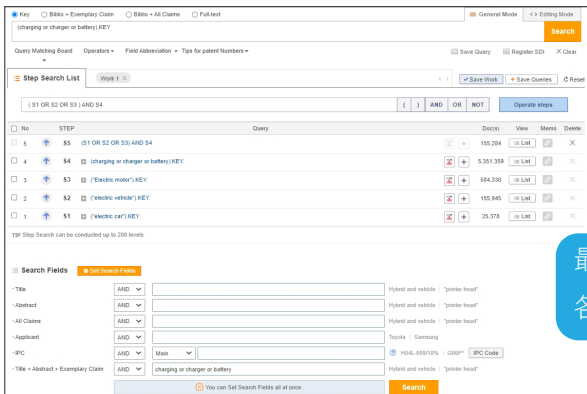 Key Biblio + Exemplary Claim Biblio + All Claims Full-text General Mode <> Editing Mode
(charging or charger or battery).KEY
Search
Query Matching Board Operators Field Abbreviation Tips for patent Numbers Save Query Register SDI × Clear
Step Search List Work 1 × < > Save Work + Save Queries Reset
( S1 OR S2 OR S3 ) AND S4 ( ) AND OR NOT Operate steps
No STEP Query Doc(s) View Memo Delete
5 S5 (S1 OR S2 OR S3) AND S4 155,284 List
4 S4 (charging or charger or battery).KEY. 5,351,359 List
3 S3 ("Electric motor").KEY. 584,330 List
2 S2 ("electric vehicle").KEY. 155,945 List
1 S1 ("electric car").KEY. 25,378 List
TIP Step Search can be conducted up to 200 levels
Search Fields Set Search Fields
· Title AND Hybrid and vehicle | "printer head"
· Abstract AND Hybrid and vehicle | "printer head"
· All Claims AND Hybrid and vehicle | "printer head"
· Applicant AND Toyota | Samsung
· IPC AND Main H04L-009/10% | G06F* IPC Code
· Title + Abstract + Exemplary Claim AND charging or charger or battery Hybrid and vehicle | "printer head"
You can Set Search Fields all at once. Search
最